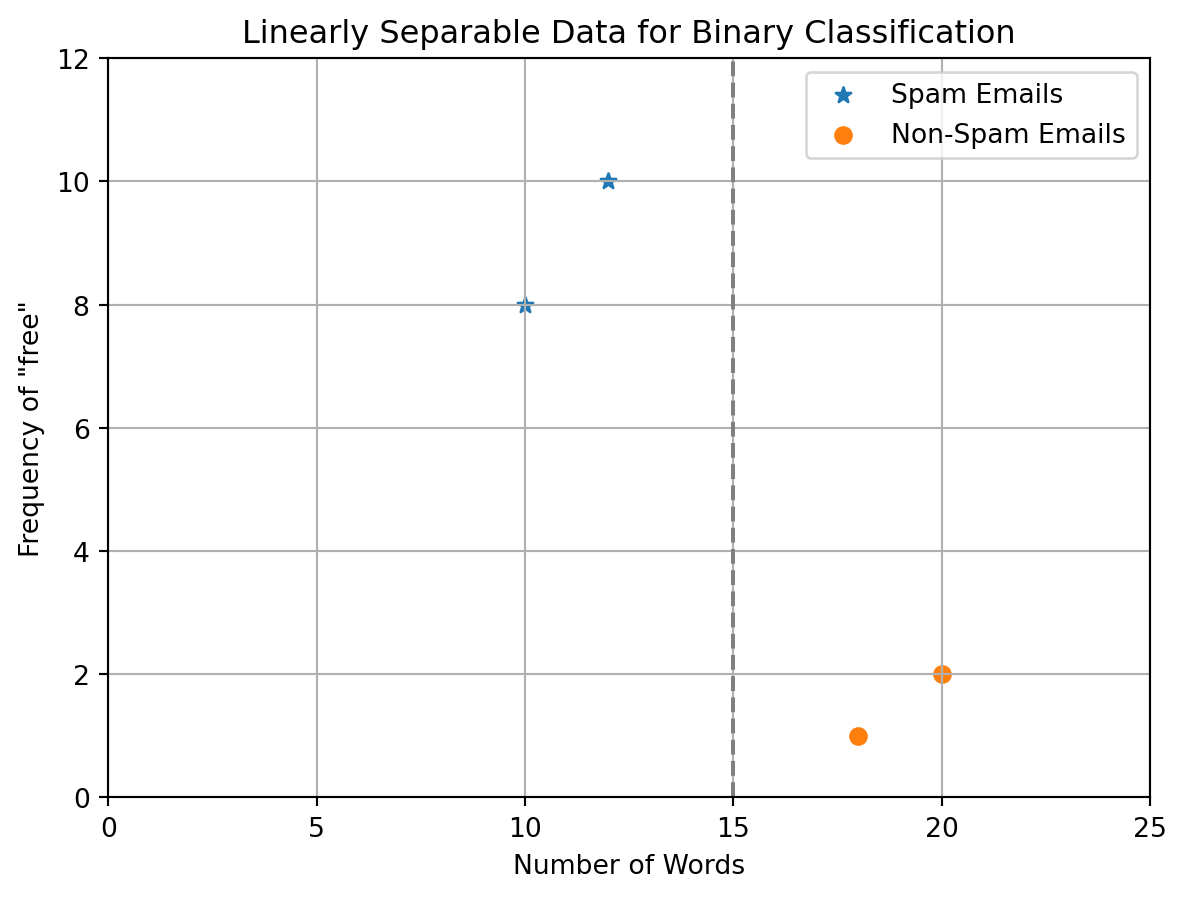 Linearly Separable Data for Binary Classification
Spam Emails
Non-Spam Emails
Frequency of "free"
12
10
8
6
4
2
0
0 5 10 15 20 25
Number of Words